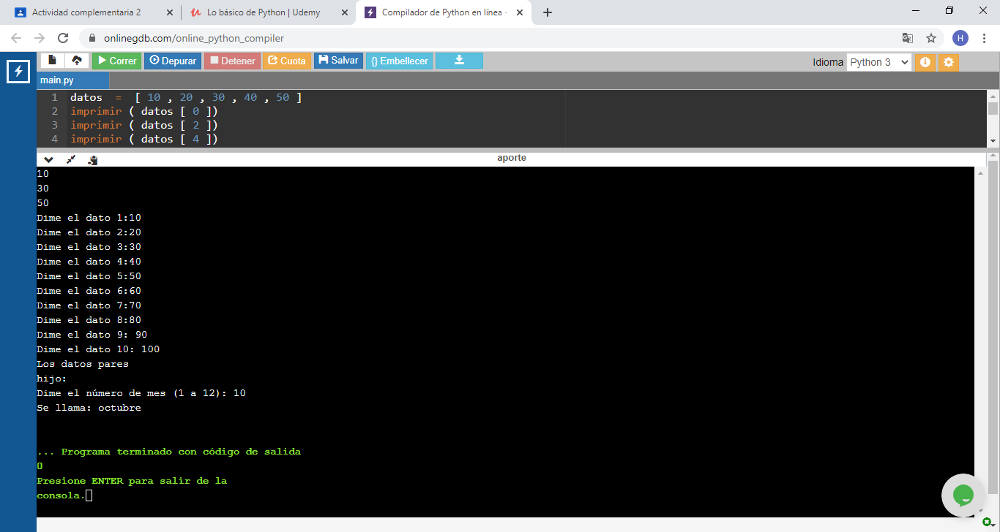 Actividad complementaria 2
Lo básico de Python | Udemy
Compilador de Python en línea -
onlinegdb.com/online_python_compiler
H
Correr Depurar Detener Cuota Salvar {} Embellecer
Idioma Python 3
main.py
1 datos = [ 10 , 20 , 30 , 40 , 50 ]
2 imprimir ( datos [ 0 ])
3 imprimir ( datos [ 2 ])
4 imprimir ( datos [ 4 ])
aporte
10
30
50
Dime el dato 1:10
Dime el dato 2:20
Dime el dato 3:30
Dime el dato 4:40
Dime el dato 5:50
Dime el dato 6:60
Dime el dato 7:70
Dime el dato 8:80
Dime el dato 9: 90
Dime el dato 10: 100
Los datos pares
hijo:
Dime el número de mes (1 a 12): 10
Se llama: octubre
... Programa terminado con código de salida
0
Presione ENTER para salir de la
consola.